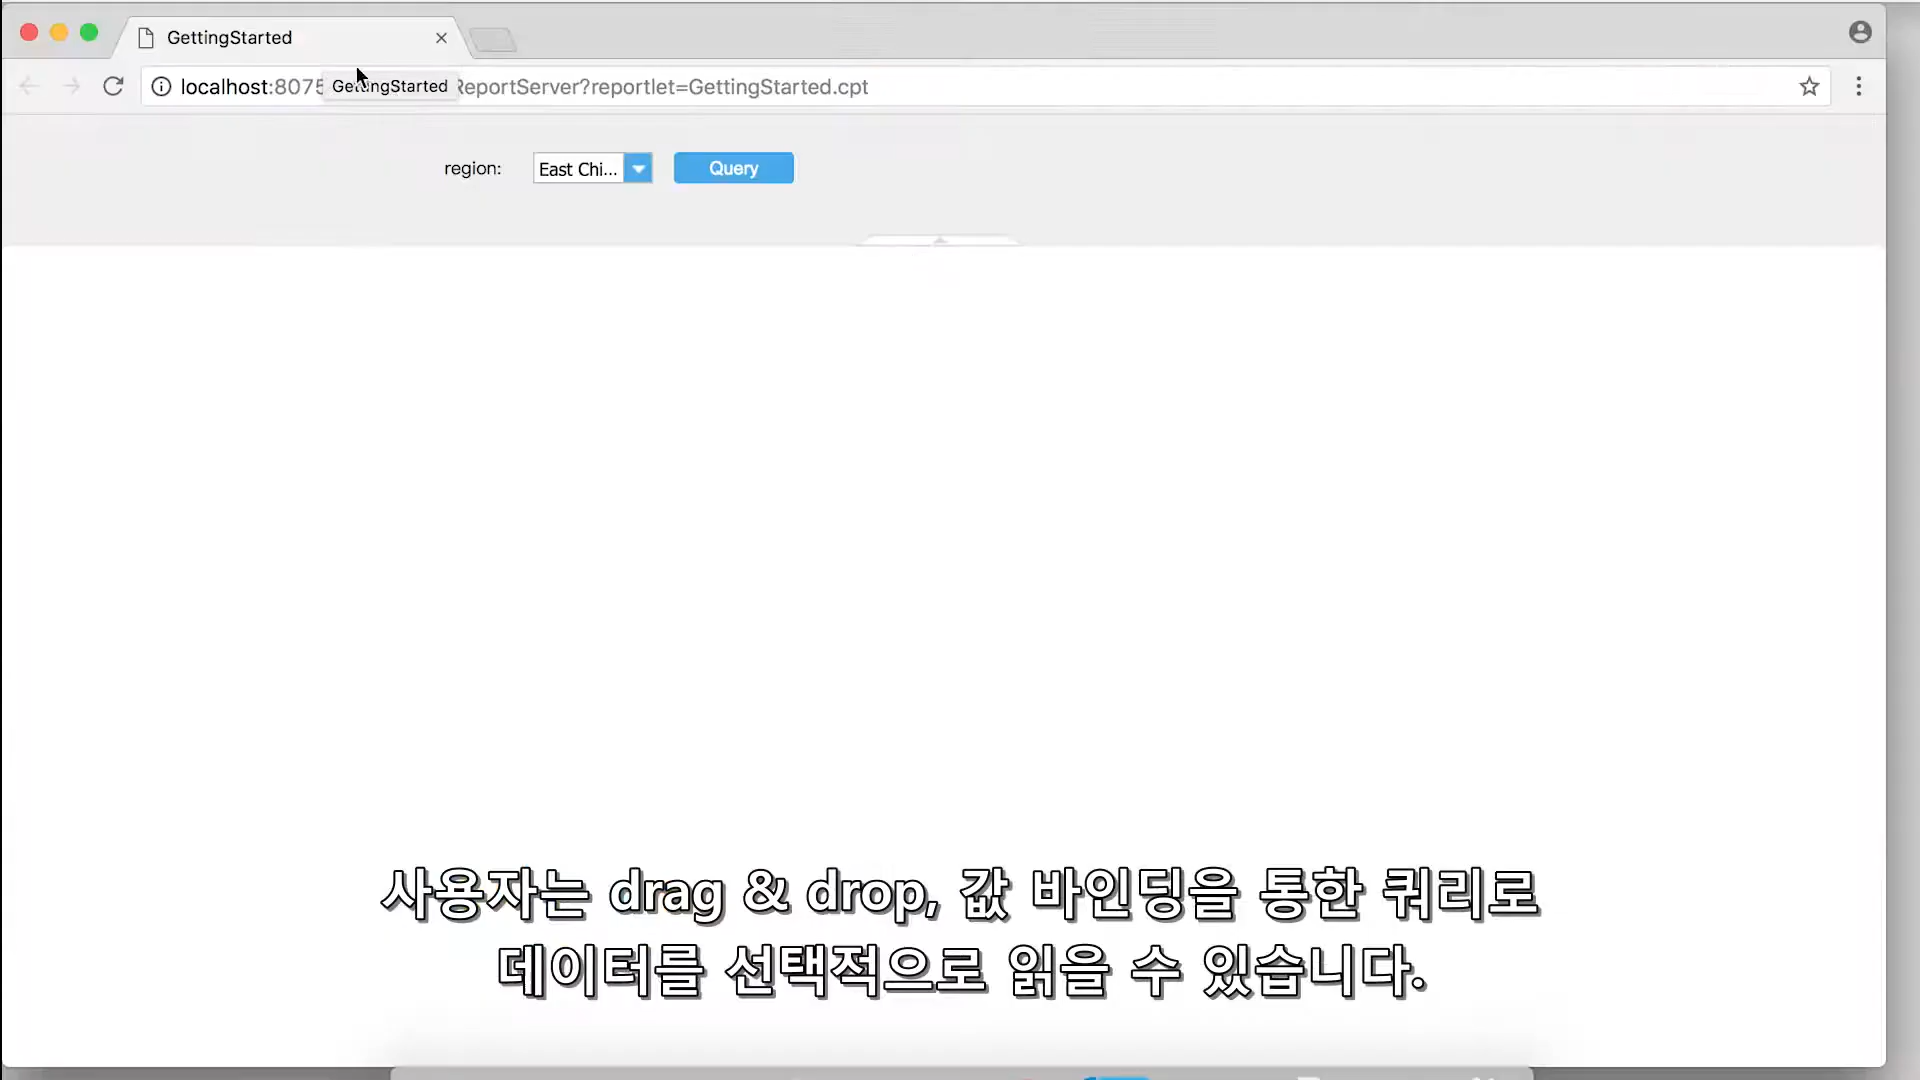 GettingStarted
localhost:8075
GettingStarted
ReportServer?reportlet=GettingStarted.cpt
region:
East Chi...
Query
사용자는 drag & drop, 값 바인딩을 통한 쿼리로
데이터를 선택적으로 읽을 수 있습니다.